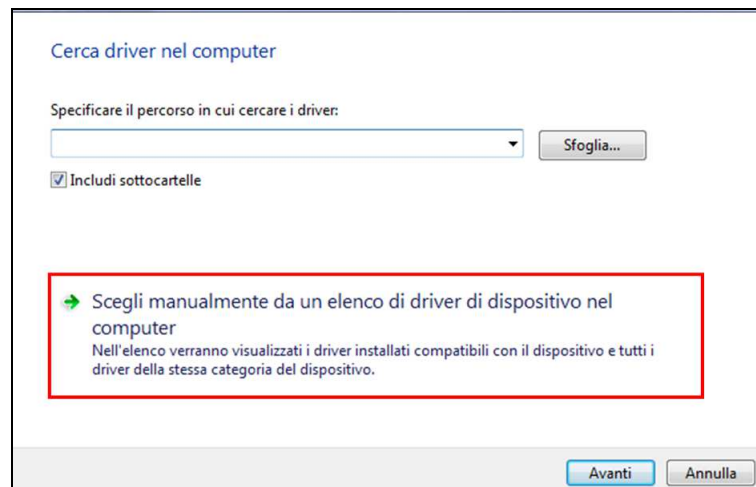 Cerca driver nel computer
Specificare il percorso in cui cercare i driver:
Sfoglia...
Includi sottocartelle
Scegli manualmente da un elenco di driver di dispositivo nel
computer
Nell'elenco verranno visualizzati i driver installati compatibili con il dispositivo e tutti i
driver della stessa categoria del dispositivo.
Avanti Annulla